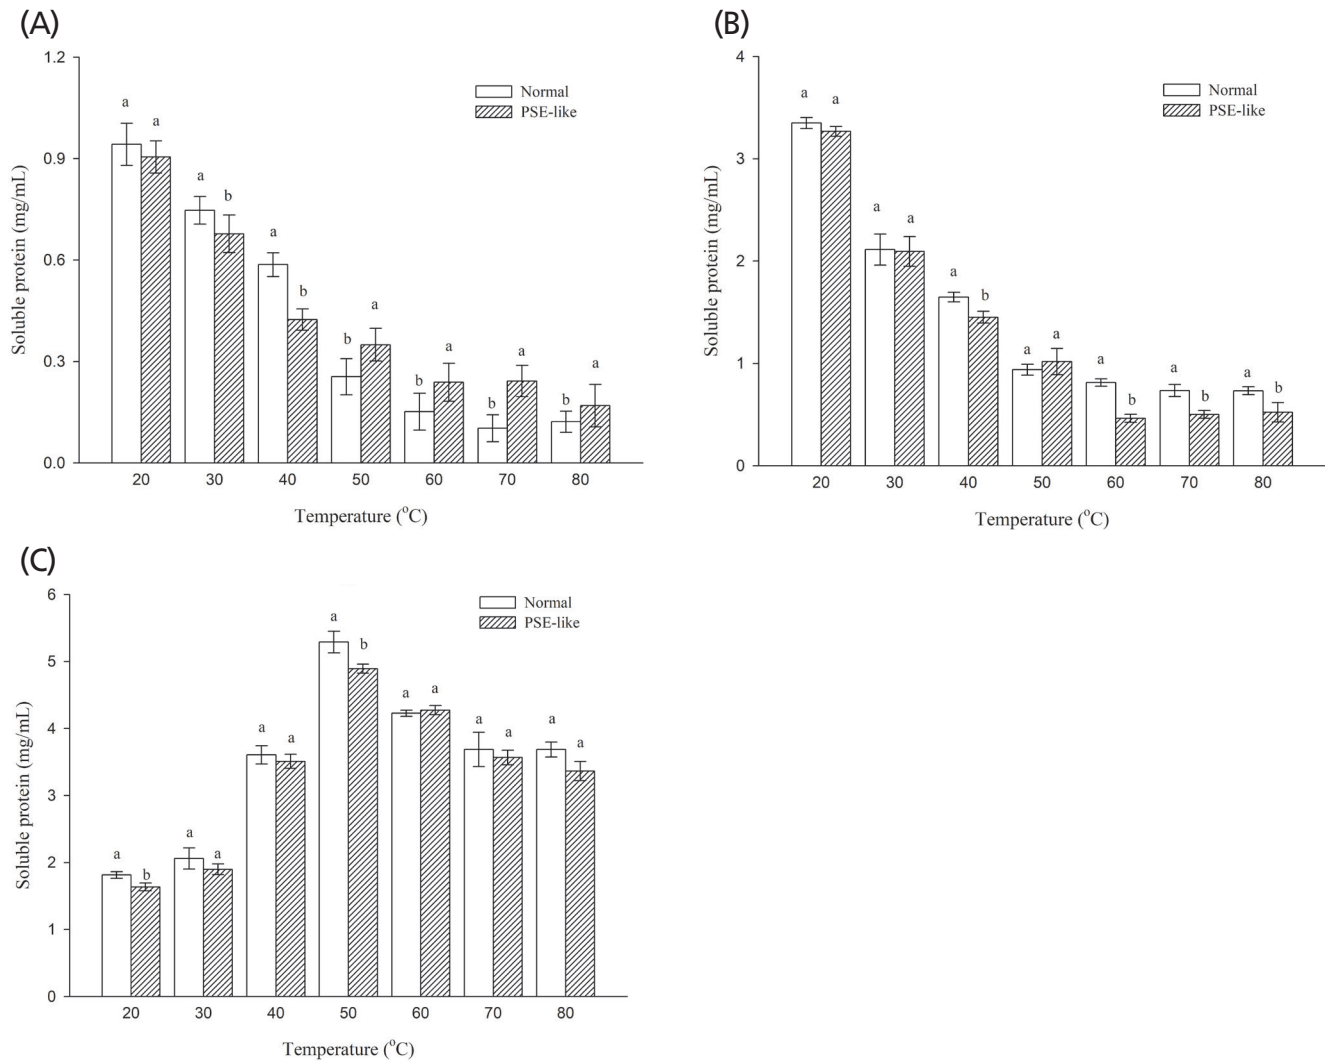 (A)
1.2
0.9
0.6
0.3
0.0
Soluble protein (mg/mL)
Normal
PSE-like
a a
a b
a b
b a
b a
b a
b a
20 30 40 50 60 70 80
Temperature (°C)
(B)
4
3
2
1
0
Soluble protein (mg/mL)
Normal
PSE-like
a a
a a
a b
a a
a b
a b
a b
20 30 40 50 60 70 80
Temperature (°C)
(C)
6
5
4
3
2
1
0
Soluble protein (mg/mL)
Normal
PSE-like
a b
a a
a a
a b
a a
a a
a a
20 30 40 50 60 70 80
Temperature (°C)